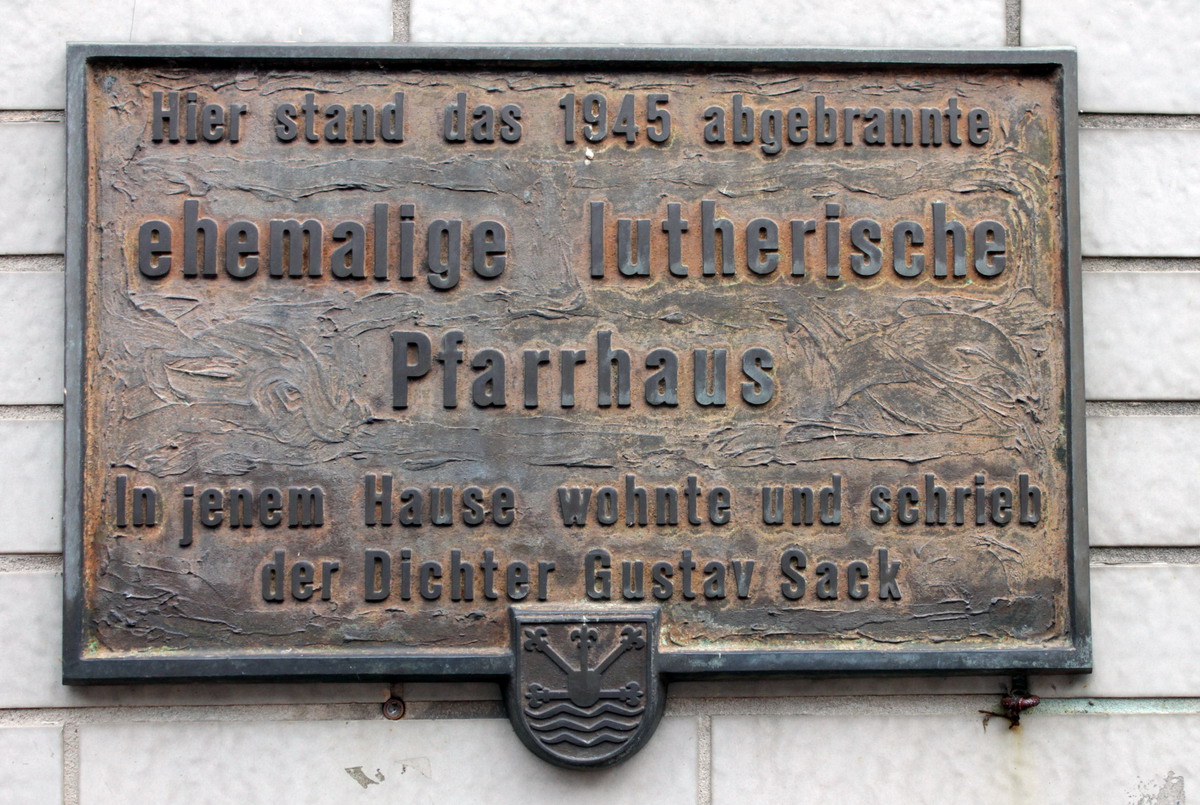 Hier stand das 1945 abgebrannte
ehemalige lutherische
Pfarrhaus
In jenem Hause wohnte und schrieb
der Dichter Gustav Sack